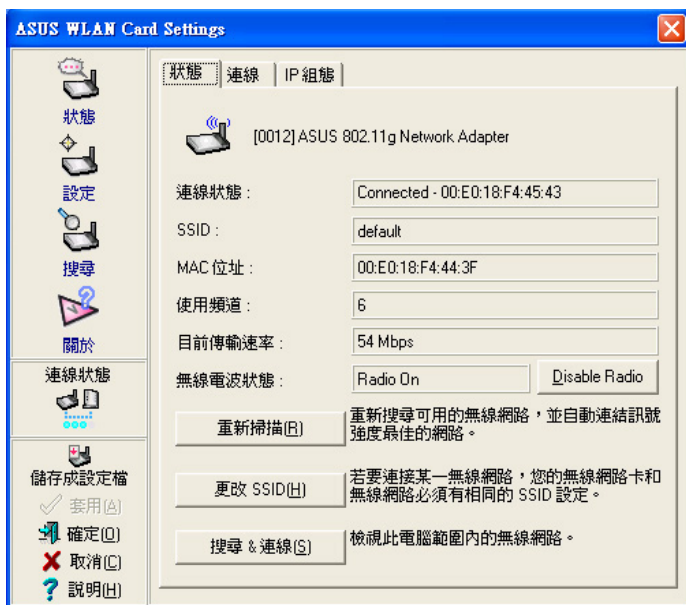 ASUS WLAN Card Settings
狀態
設定
搜尋
關於
連線狀態
儲存成設定檔
套用(A)
確定(O)
取消(C)
說明(H)
狀態
連線
IP 組態
[0012] ASUS 802.11g Network Adapter
連線狀態 :
Connected - 00:E0:18:F4:45:43
SSID :
default
MAC 位址 :
00:E0:18:F4:44:3F
使用頻道 :
6
目前傳輸速率 :
54 Mbps
無線電波狀態 :
Radio On
Disable Radio
重新掃描(R)
重新搜尋可用的無線網路，並自動連結訊號
強度最佳的網路。
更改 SSID(H)
若要連接某一無線網路，您的無線網路卡和
無線網路必須有相同的 SSID 設定。
搜尋 & 連線(S)
檢視此電腦範圍內的無線網路。